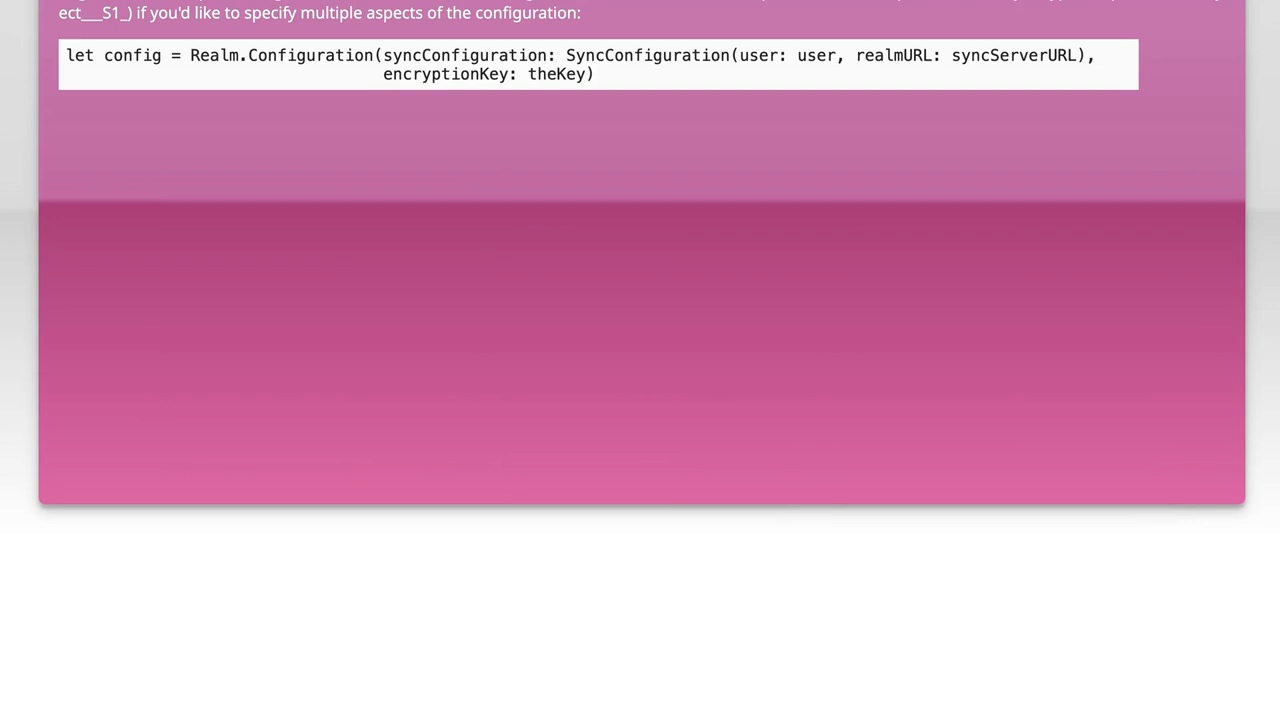 ect___S1_) if you'd like to specify multiple aspects of the configuration:
let config = Realm.Configuration(syncConfiguration: SyncConfiguration(user: user, realmURL: syncServerURL),
encryptionKey: theKey)